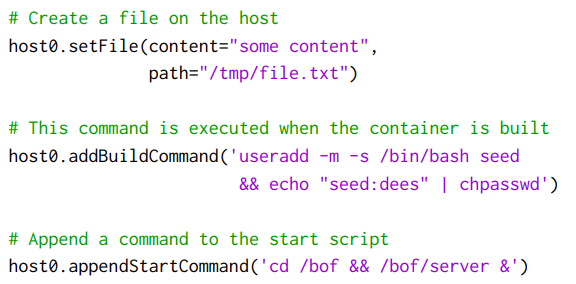 # Create a file on the host
host0.setFile(content="some content",
              path="/tmp/file.txt")
# This command is executed when the container is built
host0.addBuildCommand('useradd -m -s /bin/bash seed
                       && echo "seed:dees" | chpasswd')
# Append a command to the start script
host0.appendStartCommand('cd /bof && /bof/server &')